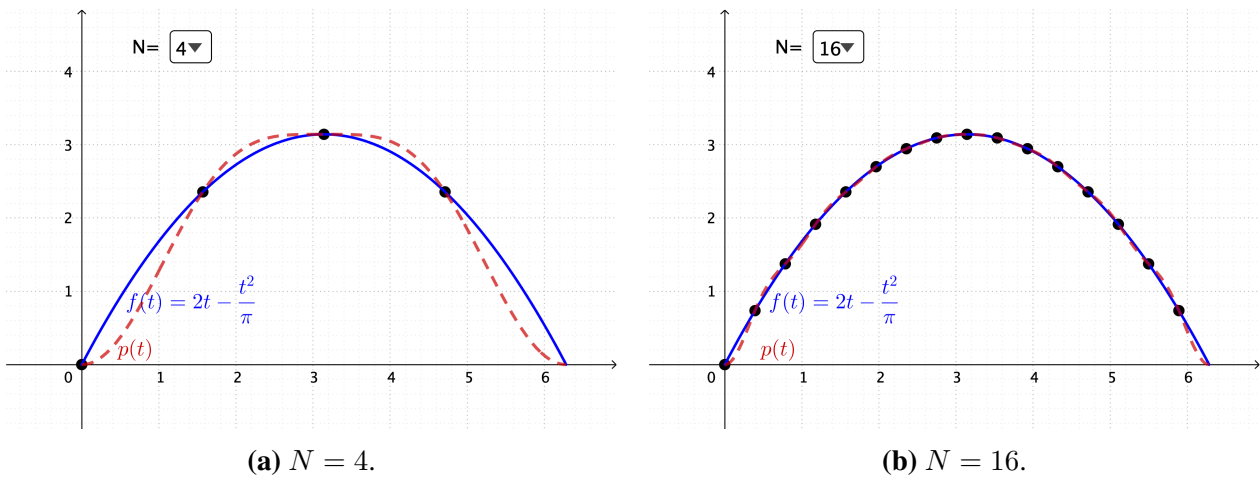 N= 4
4
3
2
1
0 1 2 3 4 5 6
f(t) = 2t − t²/π
p(t)
(a) N = 4.
N= 16
4
3
2
1
0 1 2 3 4 5 6
f(t) = 2t − t²/π
p(t)
(b) N = 16.